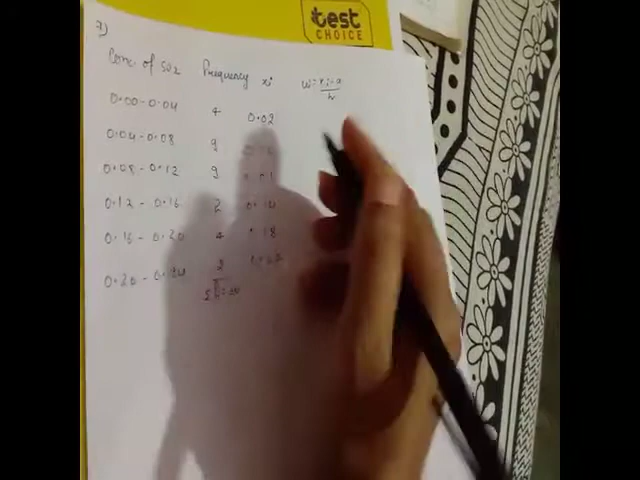 test
CHOICE
7)
Conc. of SO2 Frequency xi u = xi - a / h
0.00-0.04 4 0.02
0.04-0.08 9
0.08-0.12 9
0.12-0.16 2
0.16-0.20 4 0.18
0.20-0.24 2